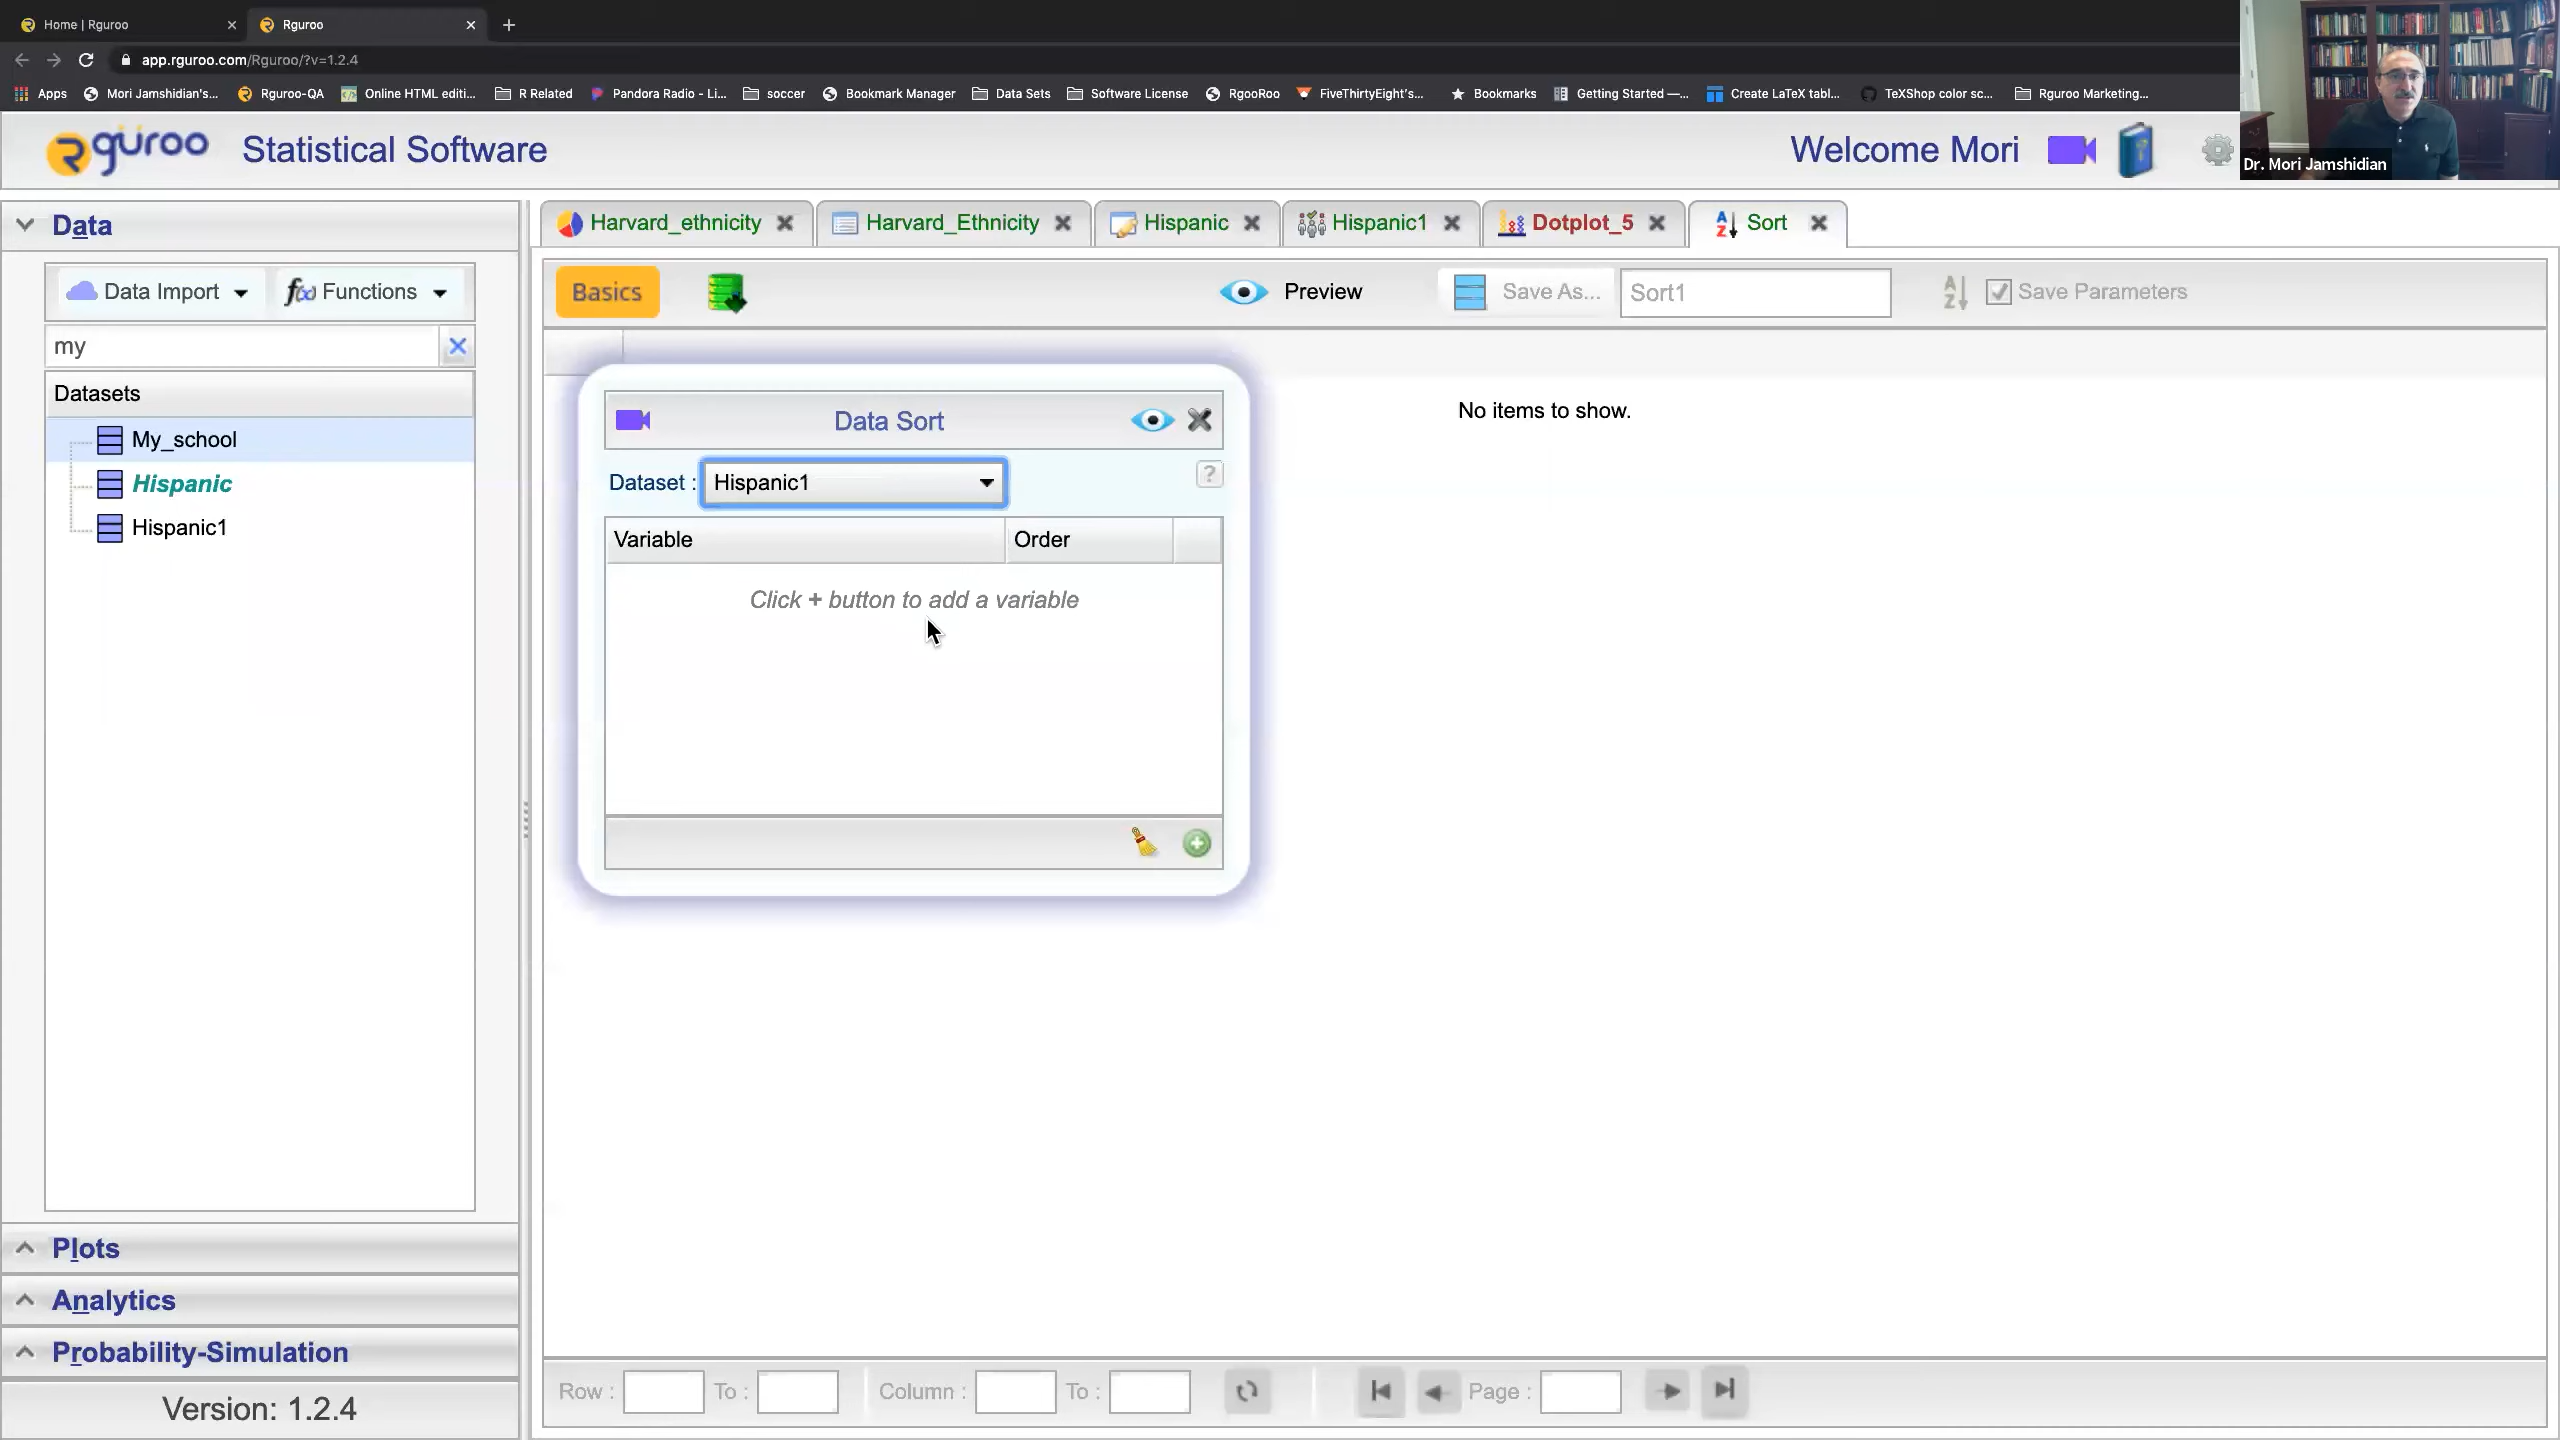 Home | Rguroo
Rguroo
app.rguroo.com/Rguroo/?v=1.2.4
Apps Mori Jamshidian's... Rguroo-QA Online HTML editi... R Related Pandora Radio - Li... soccer Bookmark Manager Data Sets Software License RgooRoo FiveThirtyEight's... Bookmarks Getting Started —... Create LaTeX tabl... TeXShop color sc... Rguroo Marketing...
rguroo Statistical Software Welcome Mori
Dr. Mori Jamshidian
Data
Harvard_ethnicity Harvard_Ethnicity Hispanic Hispanic1 Dotplot_5 Sort
Data Import f(x) Functions
Basics Preview Save As... Sort1 Save Parameters
my
Datasets
My_school
Hispanic
Hispanic1
Data Sort
No items to show.
Dataset : Hispanic1 ?
Variable Order
Click + button to add a variable
Plots
Analytics
Probability-Simulation
Version: 1.2.4
Row : To : Column : To : Page :